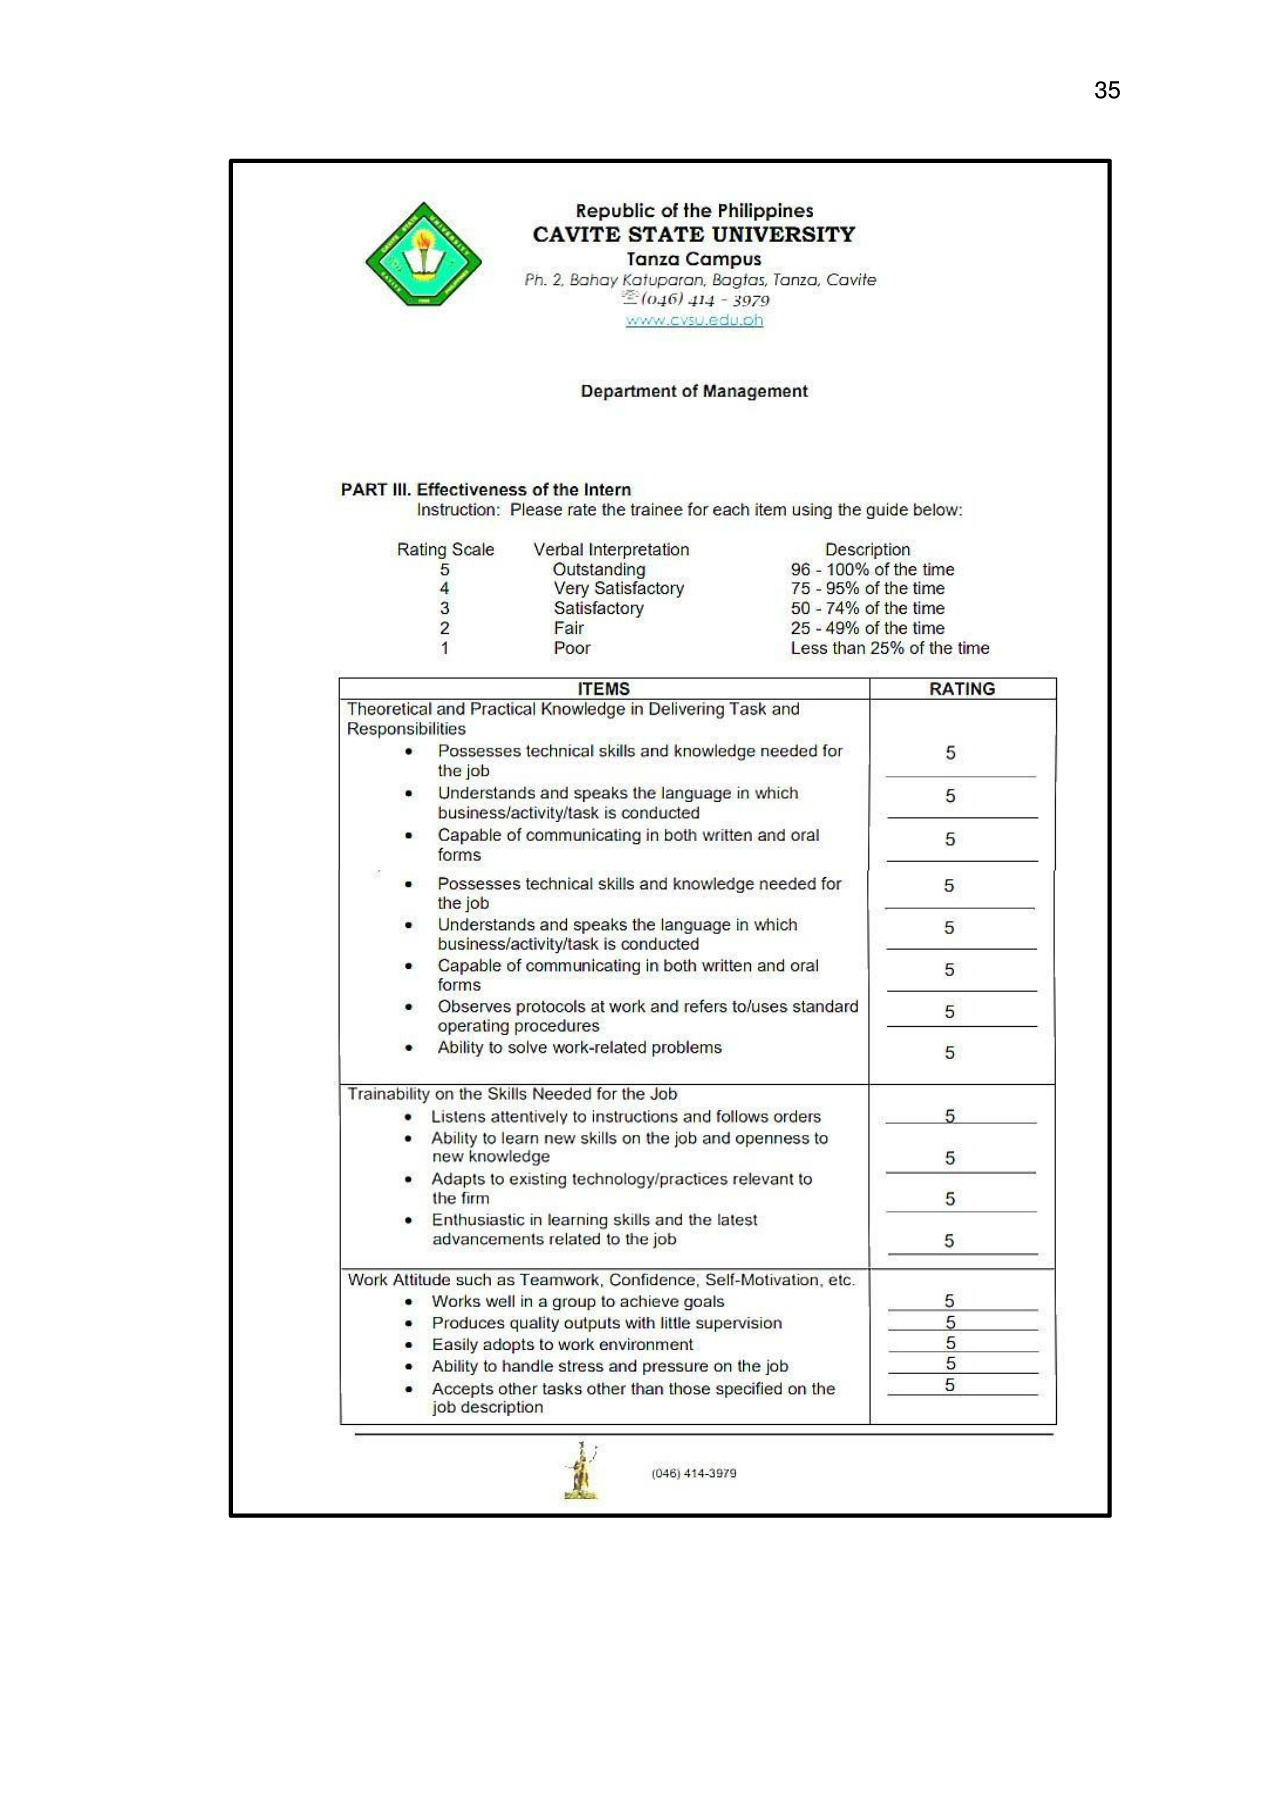 35
Republic of the Philippines
CAVITE STATE UNIVERSITY
Tanza Campus
Ph. 2, Bahay Katuparan, Bagtas, Tanza, Cavite
(046) 414 - 3979
www.cvsu.edu.ph
Department of Management
PART III. Effectiveness of the Intern
Instruction: Please rate the trainee for each item using the guide below:
Rating Scale Verbal Interpretation Description
5 Outstanding 96 - 100% of the time
4 Very Satisfactory 75 - 95% of the time
3 Satisfactory 50 - 74% of the time
2 Fair 25 - 49% of the time
1 Poor Less than 25% of the time
ITEMS RATING
Theoretical and Practical Knowledge in Delivering Task and
Responsibilities
• Possesses technical skills and knowledge needed for 5
the job
• Understands and speaks the language in which 5
business/activity/task is conducted
• Capable of communicating in both written and oral 5
forms
• Possesses technical skills and knowledge needed for 5
the job
• Understands and speaks the language in which 5
business/activity/task is conducted
• Capable of communicating in both written and oral 5
forms
• Observes protocols at work and refers to/uses standard 5
operating procedures
• Ability to solve work-related problems 5
Trainability on the Skills Needed for the Job
• Listens attentively to instructions and follows orders 5
• Ability to learn new skills on the job and openness to
new knowledge 5
• Adapts to existing technology/practices relevant to
the firm 5
• Enthusiastic in learning skills and the latest
advancements related to the job 5
Work Attitude such as Teamwork, Confidence, Self-Motivation, etc.
• Works well in a group to achieve goals 5
• Produces quality outputs with little supervision 5
• Easily adopts to work environment 5
• Ability to handle stress and pressure on the job 5
• Accepts other tasks other than those specified on the 5
job description
(046) 414-3979